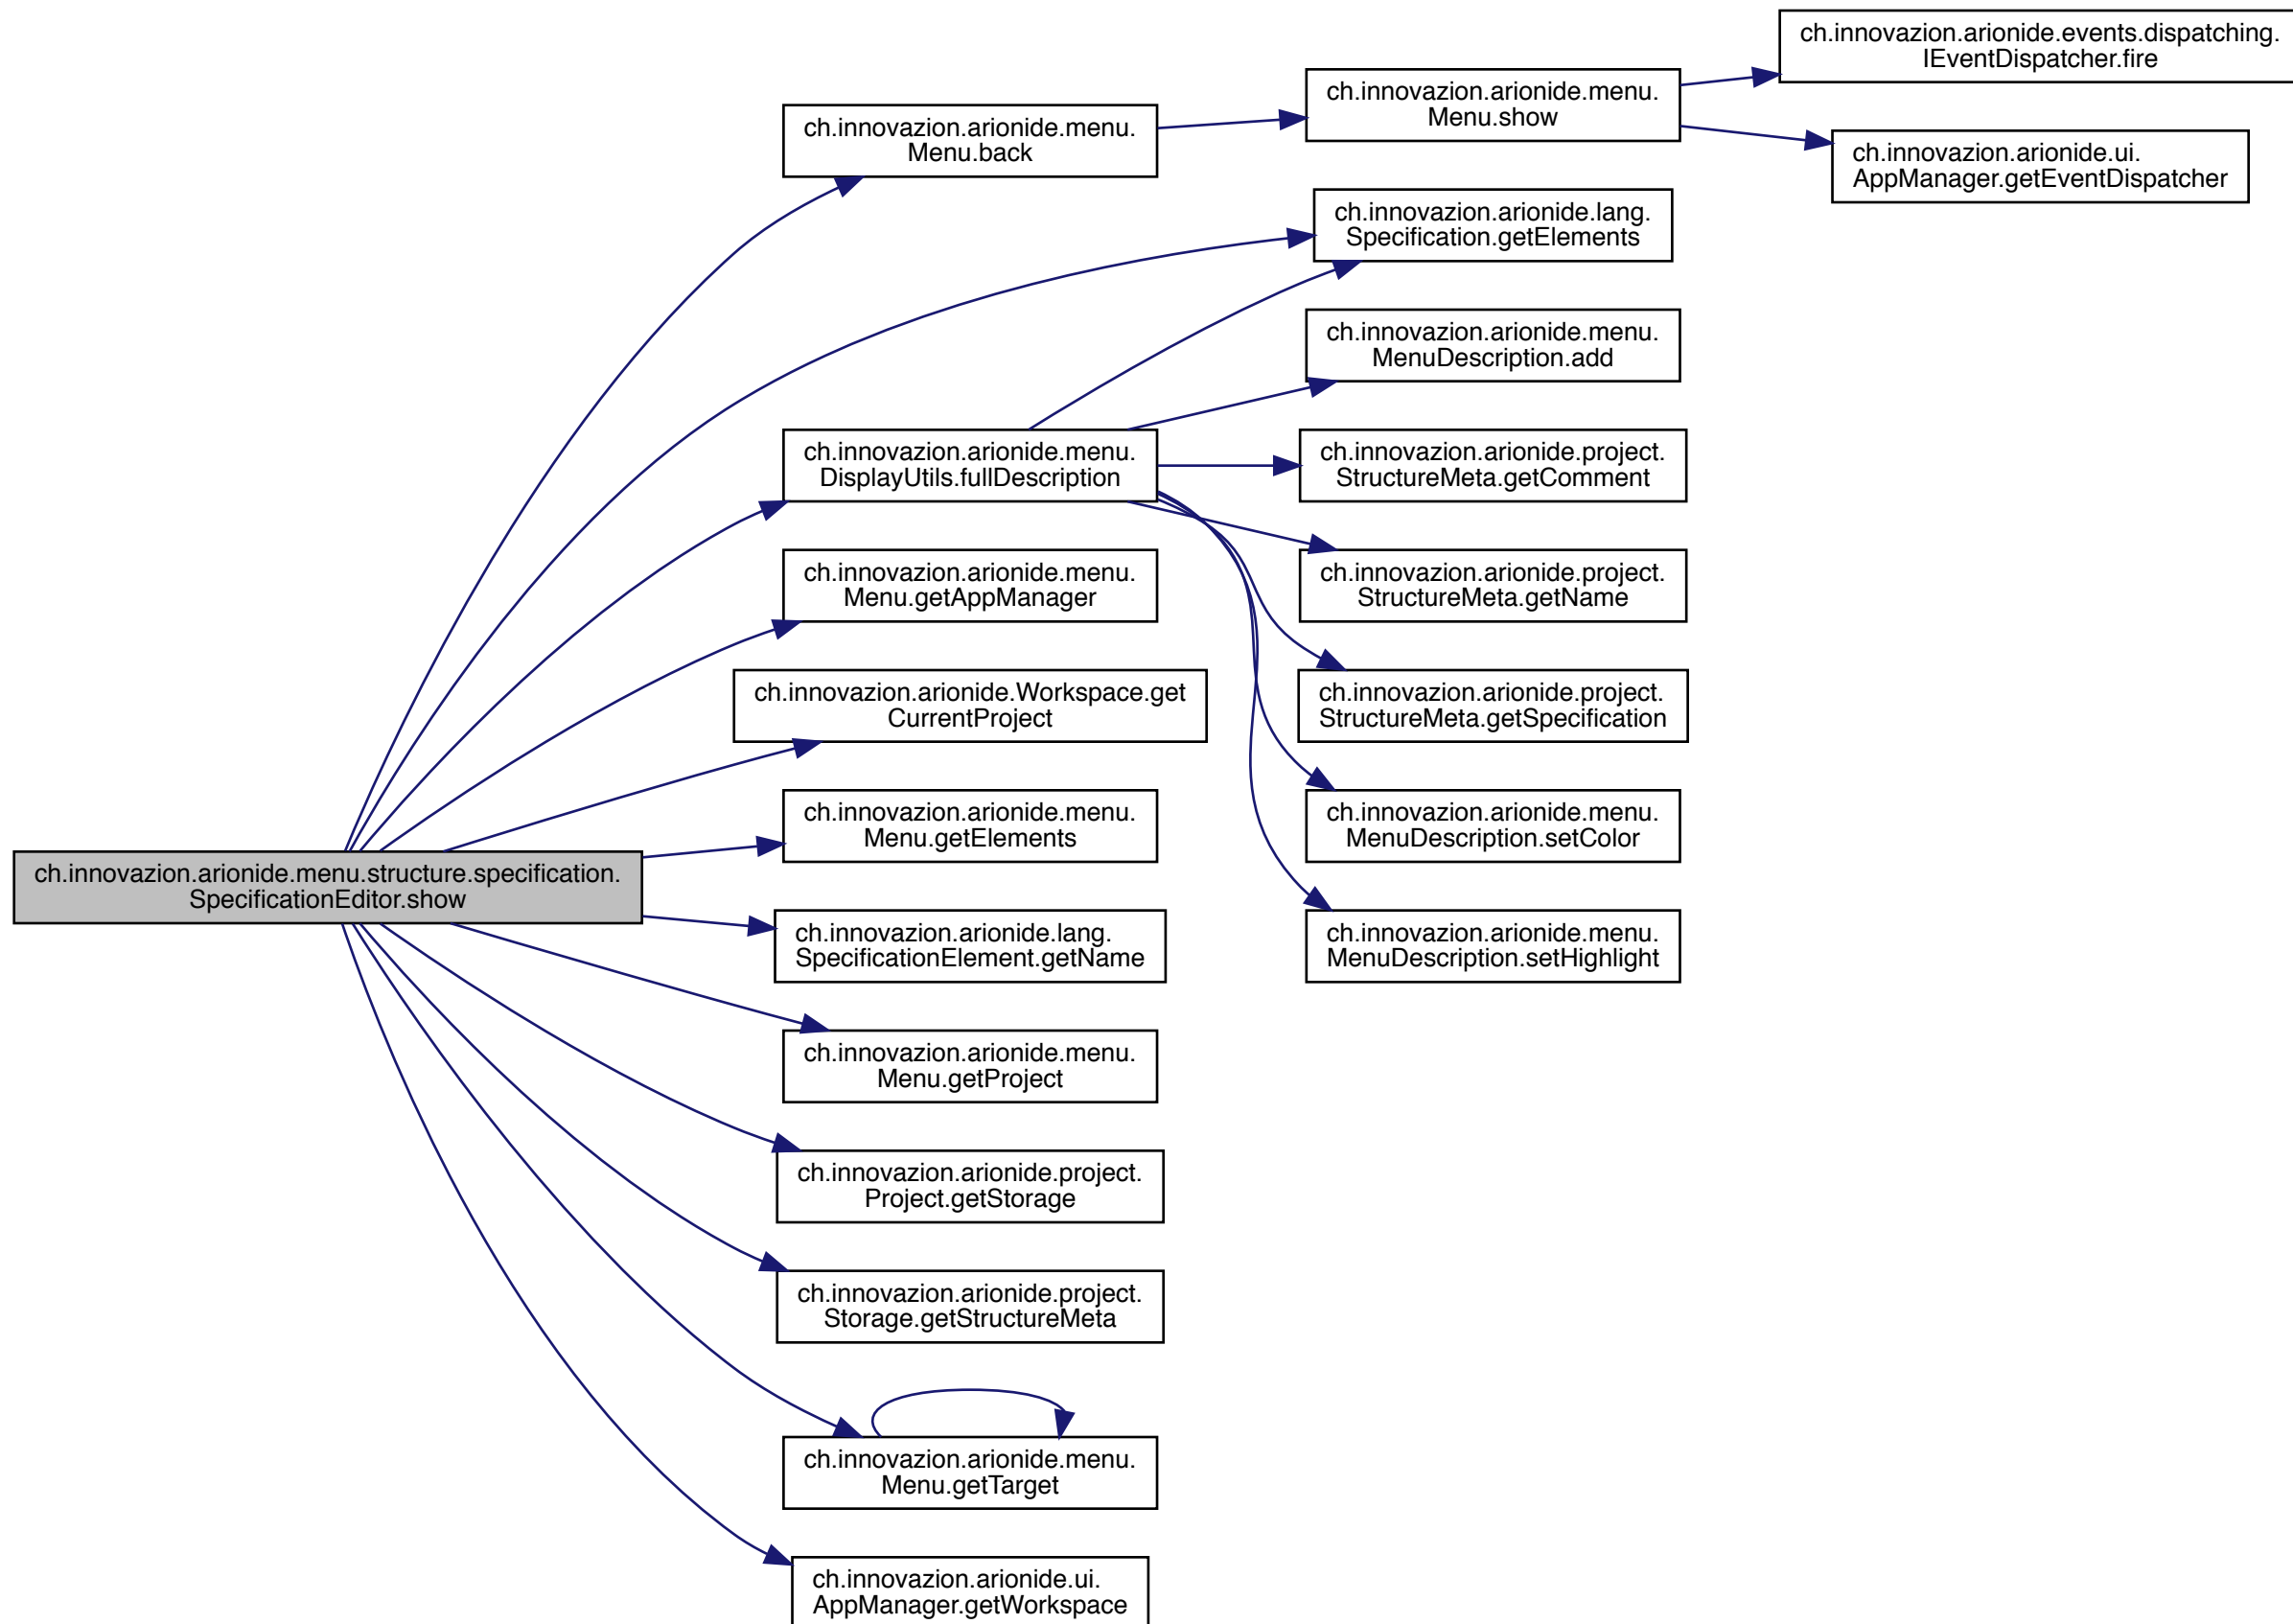 ch.innovazion.arionide.events.dispatching.
IEventDispatcher.fire
ch.innovazion.arionide.menu.
Menu.show
ch.innovazion.arionide.menu.
Menu.back
ch.innovazion.arionide.ui.
AppManager.getEventDispatcher
ch.innovazion.arionide.lang.
Specification.getElements
ch.innovazion.arionide.menu.
MenuDescription.add
ch.innovazion.arionide.menu.
DisplayUtils.fullDescription
ch.innovazion.arionide.project.
StructureMeta.getComment
ch.innovazion.arionide.menu.
Menu.getAppManager
ch.innovazion.arionide.project.
StructureMeta.getName
ch.innovazion.arionide.Workspace.get
CurrentProject
ch.innovazion.arionide.project.
StructureMeta.getSpecification
ch.innovazion.arionide.menu.
Menu.getElements
ch.innovazion.arionide.menu.
MenuDescription.setColor
ch.innovazion.arionide.menu.structure.specification.
SpecificationEditor.show
ch.innovazion.arionide.lang.
SpecificationElement.getName
ch.innovazion.arionide.menu.
MenuDescription.setHighlight
ch.innovazion.arionide.menu.
Menu.getProject
ch.innovazion.arionide.project.
Project.getStorage
ch.innovazion.arionide.project.
Storage.getStructureMeta
ch.innovazion.arionide.menu.
Menu.getTarget
ch.innovazion.arionide.ui.
AppManager.getWorkspace